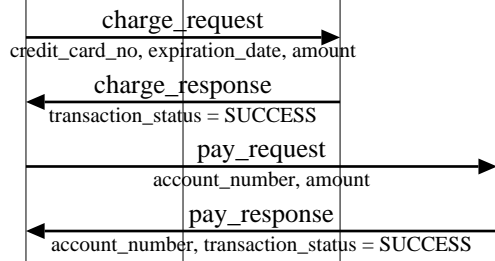 charge_request
credit_card_no, expiration_date, amount
charge_response
transaction_status = SUCCESS
pay_request
account_number, amount
pay_response
account_number, transaction_status = SUCCESS